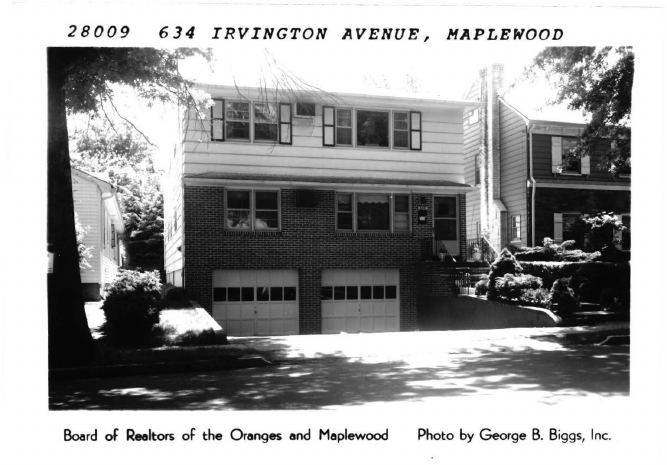 28009 634 IRVINGTON AVENUE, MAPLEWOOD
Board of Realtors of the Oranges and Maplewood Photo by George B. Biggs, Inc.